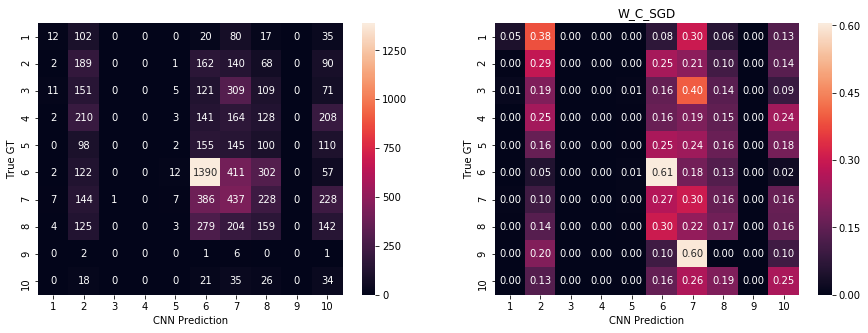 W_C_SGD
1 12 102 0 0 0 20 80 17 0 35
2 2 189 0 0 1 162 140 68 0 90
3 11 151 0 0 5 121 309 109 0 71
4 2 210 0 0 3 141 164 128 0 208
5 0 98 0 0 2 155 145 100 0 110
6 2 122 0 0 12 1390 411 302 0 57
7 7 144 1 0 7 386 437 228 0 228
8 4 125 0 0 3 279 204 159 0 142
9 0 2 0 0 0 1 6 0 0 1
10 0 18 0 0 0 21 35 26 0 34
1 2 3 4 5 6 7 8 9 10
CNN Prediction
True GT
1250
1000
750
500
250
0
1 0.05 0.38 0.00 0.00 0.00 0.08 0.30 0.06 0.00 0.13
2 0.00 0.29 0.00 0.00 0.00 0.25 0.21 0.10 0.00 0.14
3 0.01 0.19 0.00 0.00 0.01 0.16 0.40 0.14 0.00 0.09
4 0.00 0.25 0.00 0.00 0.00 0.16 0.19 0.15 0.00 0.24
5 0.00 0.16 0.00 0.00 0.00 0.25 0.24 0.16 0.00 0.18
6 0.00 0.05 0.00 0.00 0.01 0.61 0.18 0.13 0.00 0.02
7 0.00 0.10 0.00 0.00 0.00 0.27 0.30 0.16 0.00 0.16
8 0.00 0.14 0.00 0.00 0.00 0.30 0.22 0.17 0.00 0.16
9 0.00 0.20 0.00 0.00 0.00 0.10 0.60 0.00 0.00 0.10
10 0.00 0.13 0.00 0.00 0.00 0.16 0.26 0.19 0.00 0.25
1 2 3 4 5 6 7 8 9 10
CNN Prediction
True GT
0.60
0.45
0.30
0.15
0.00